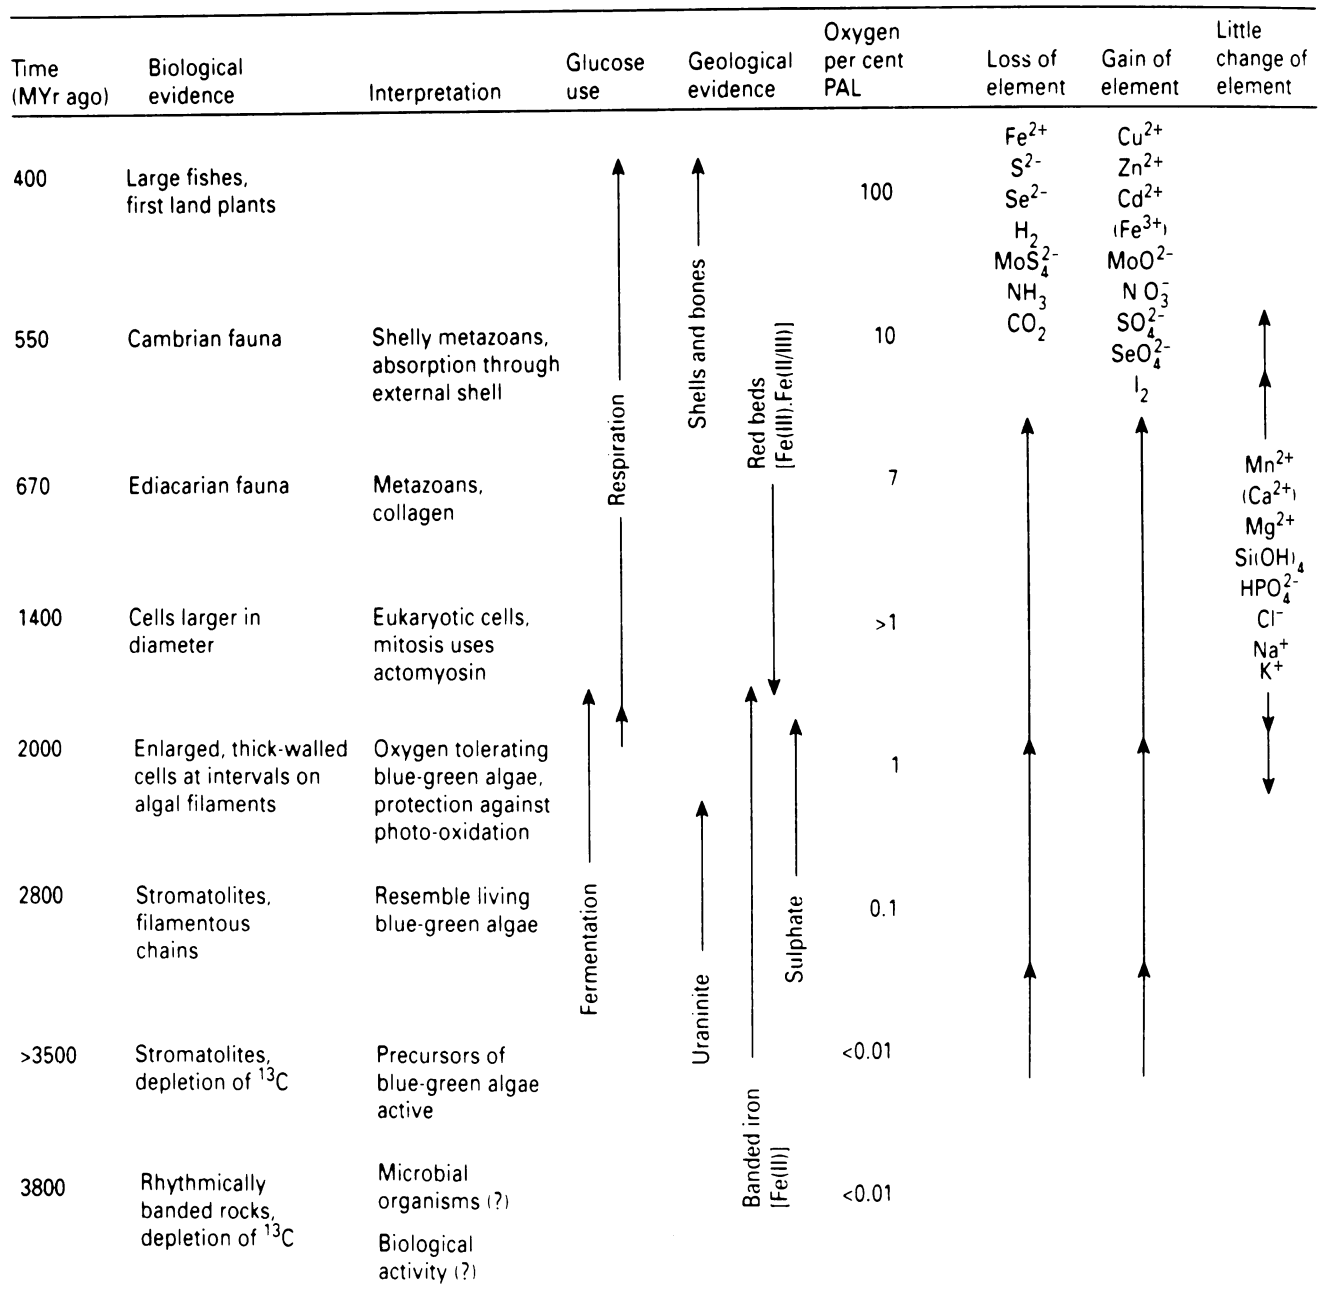 Time
(MYr ago)
Biological
evidence
Interpretation
Glucose
use
Geological
evidence
Oxygen
per cent
PAL
Loss of
element
Gain of
element
Little
change of
element
400
Large fishes,
first land plants
100
550
Cambrian fauna
Shelly metazoans,
absorption through
external shell
10
670
Ediacarian fauna
Metazoans,
collagen
7
1400
Cells larger in
diameter
Eukaryotic cells,
mitosis uses
actomyosin
>1
2000
Enlarged, thick-walled
cells at intervals on
algal filaments
Oxygen tolerating
blue-green algae,
protection against
photo-oxidation
1
2800
Stromatolites,
filamentous
chains
Resemble living
blue-green algae
0.1
>3500
Stromatolites,
depletion of ¹³C
Precursors of
blue-green algae
active
<0.01
3800
Rhythmically
banded rocks,
depletion of ¹³C
Microbial
organisms (?)
Biological
activity (?)
<0.01
Respiration
Fermentation
Shells and bones
Red beds
[Fe(III).Fe(II/III)]
Uraninite
Banded iron
[Fe(II)]
Sulphate
Fe²⁺
S²⁻
Se²⁻
H₂
MoS₄²⁻
NH₃
CO₂
Cu²⁺
Zn²⁺
Cd²⁺
(Fe³⁺)
MoO²⁻
N O₃⁻
SO₄²⁻
SeO₄²⁻
I₂
Mn²⁺
(Ca²⁺)
Mg²⁺
Si(OH)₄
HPO₄²⁻
Cl⁻
Na⁺
K⁺